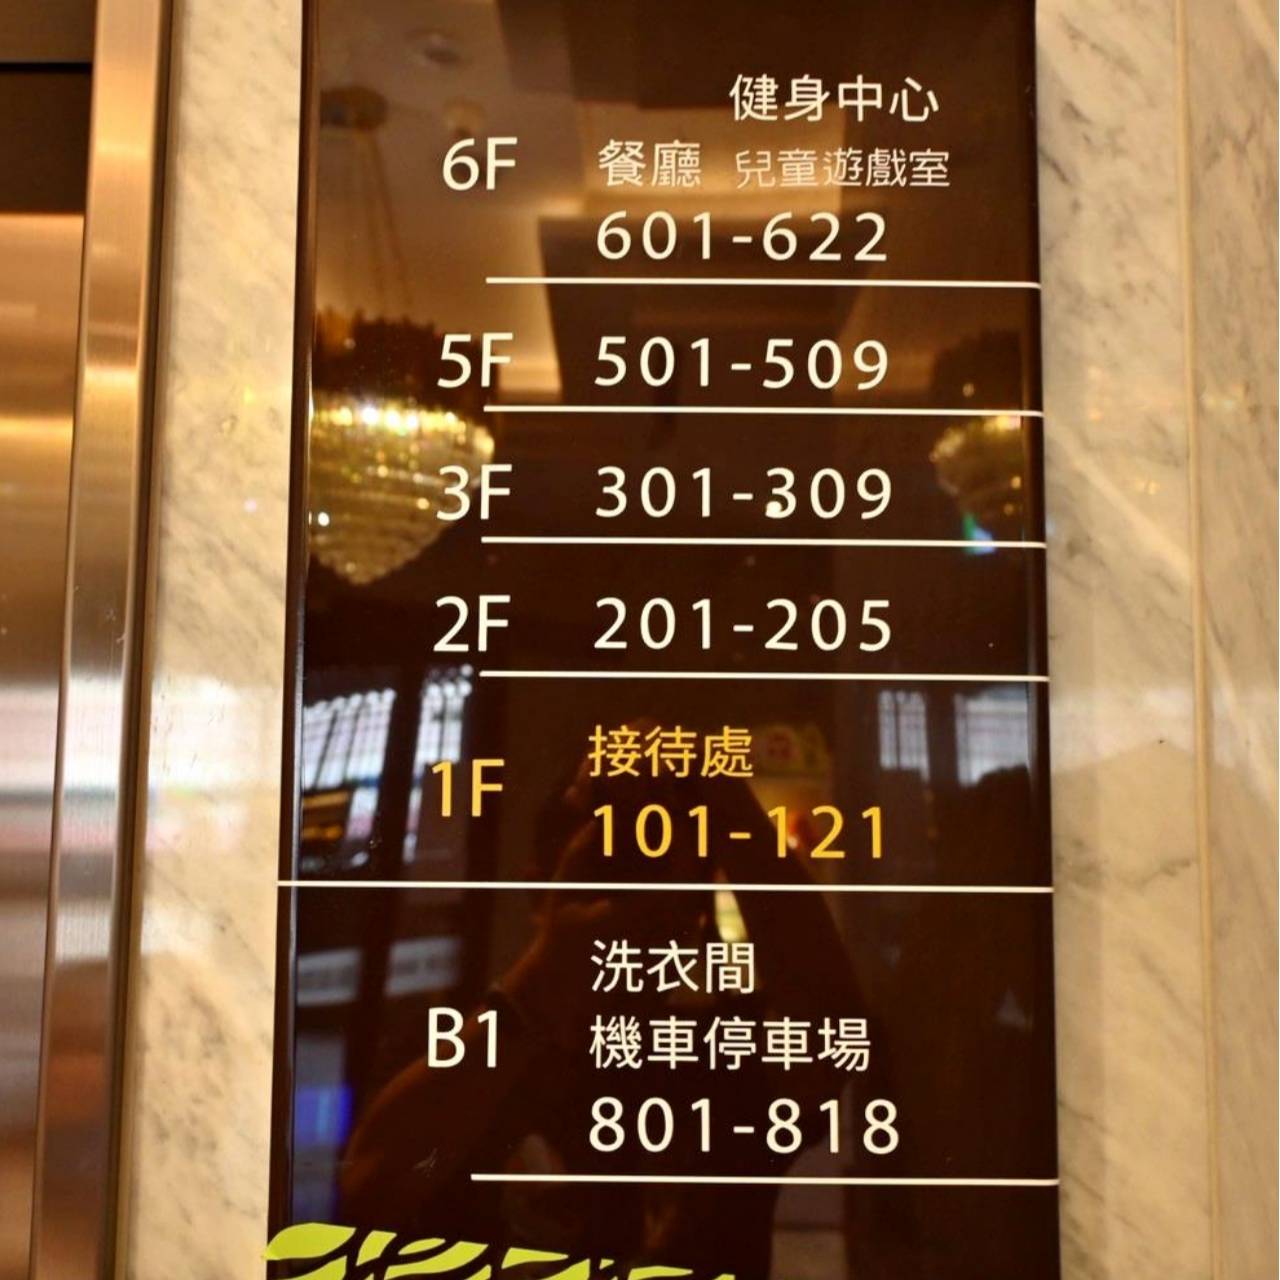 健身中心
6F 餐廳 兒童遊戲室
601-622
5F 501-509
3F 301-309
2F 201-205
接待處
1F
101-121
洗衣間
B1 機車停車場
801-818